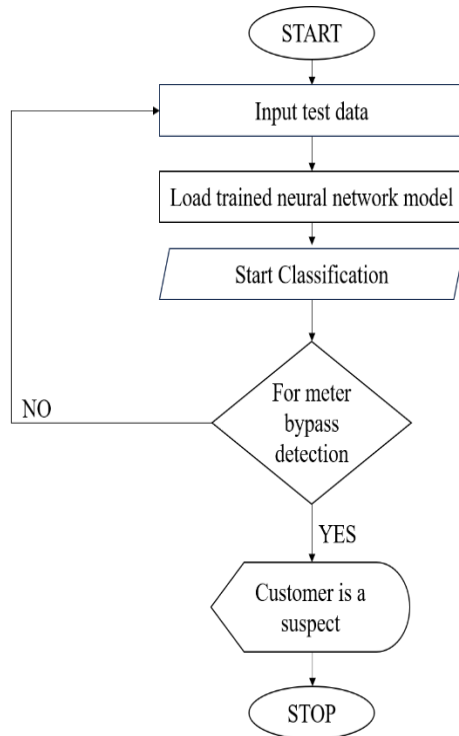 START
Input test data
Load trained neural network model
Start Classification
For meter
bypass
detection
NO
YES
Customer is a
suspect
STOP